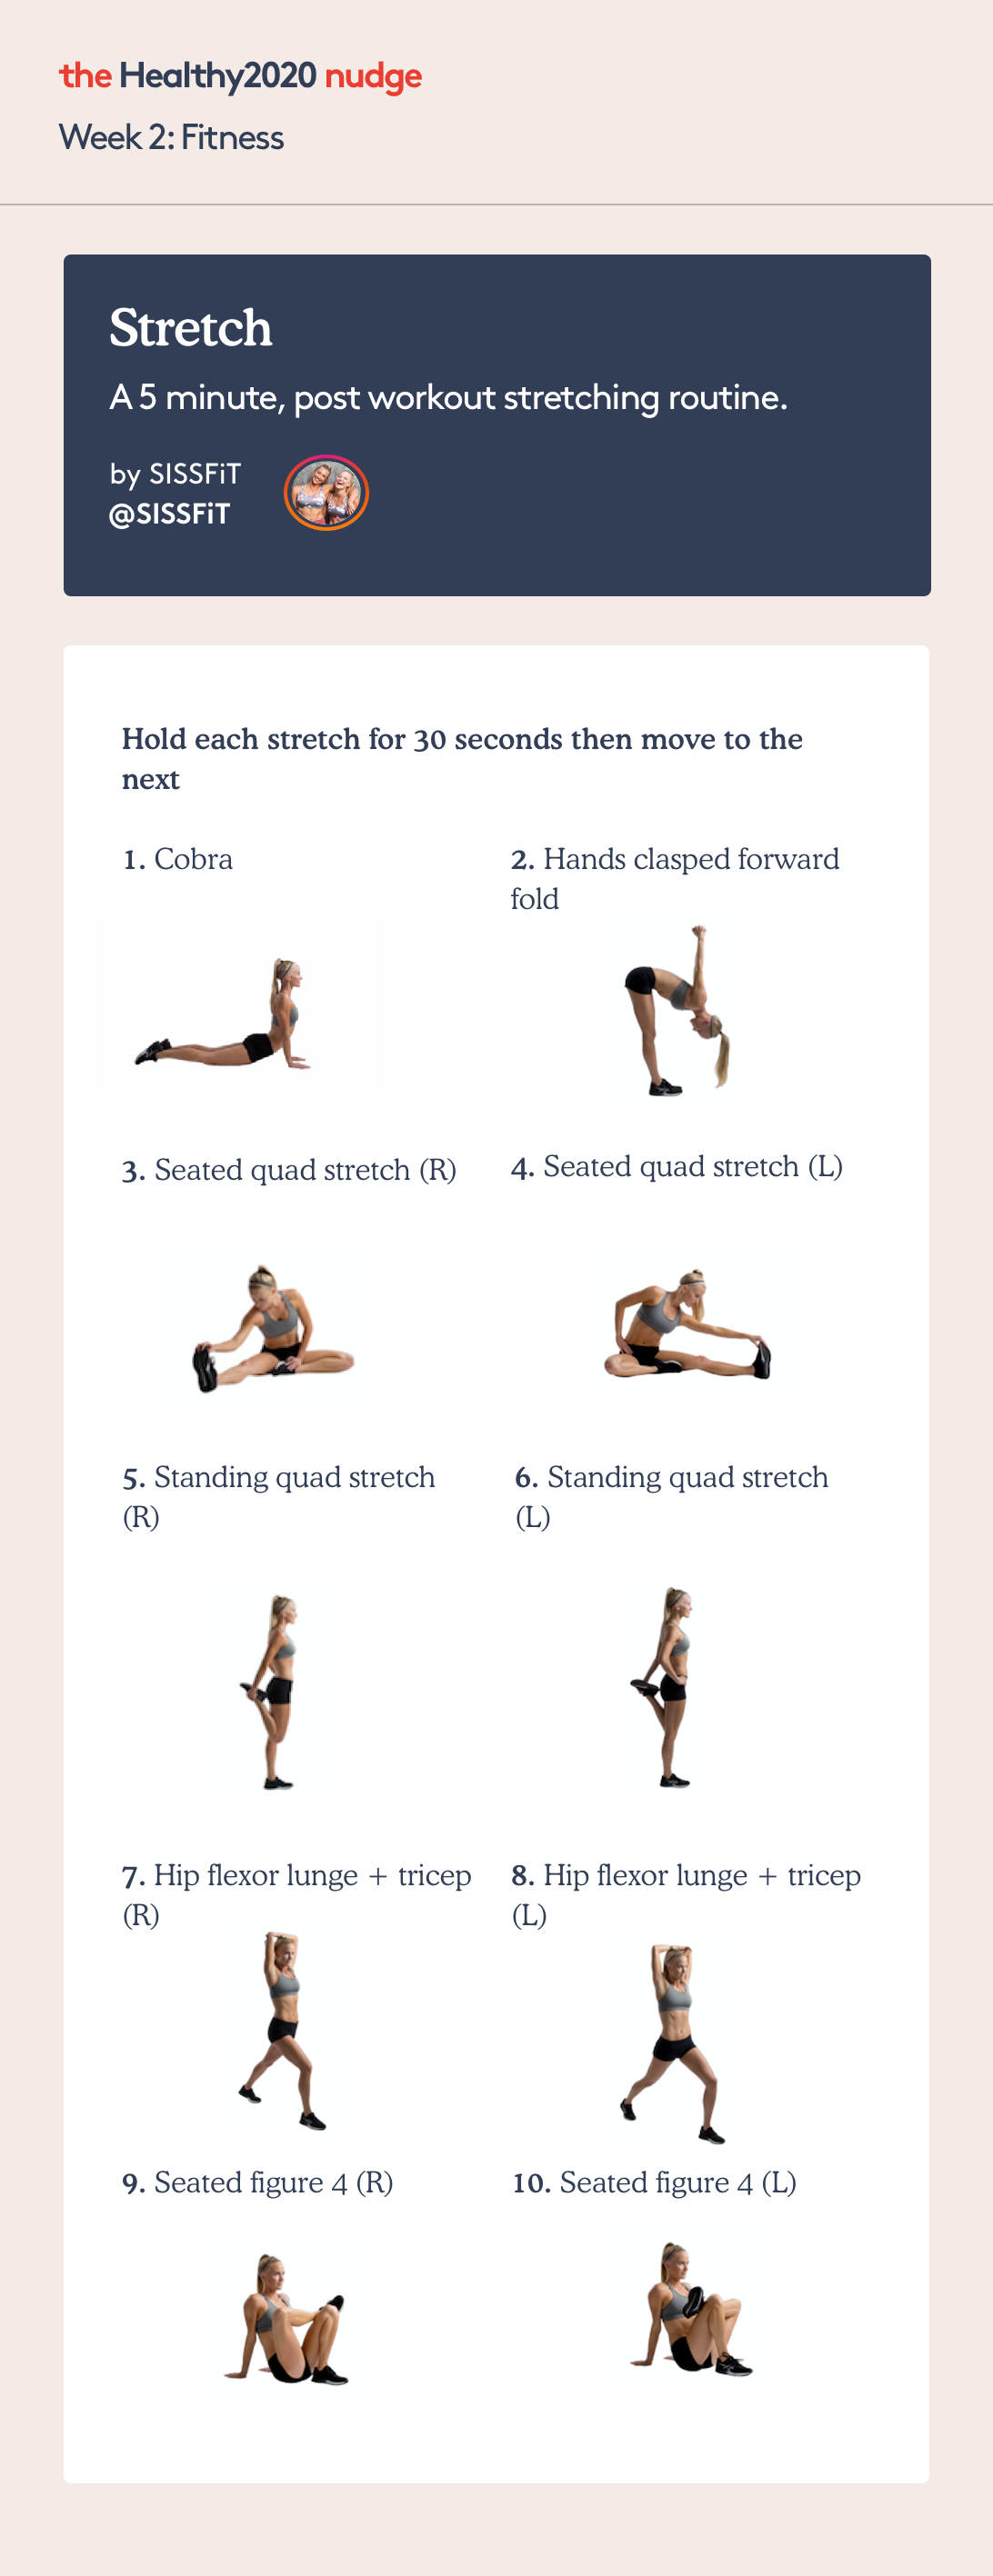 the Healthy2020 nudge
Week 2: Fitness
Stretch
A 5 minute, post workout stretching routine.
by SISSFiT
@SISSFiT
Hold each stretch for 30 seconds then move to the
next
1. Cobra
2. Hands clasped forward
fold
3. Seated quad stretch (R)
4. Seated quad stretch (L)
5. Standing quad stretch
(R)
6. Standing quad stretch
(L)
7. Hip flexor lunge + tricep
(R)
8. Hip flexor lunge + tricep
(L)
9. Seated figure 4 (R)
10. Seated figure 4 (L)